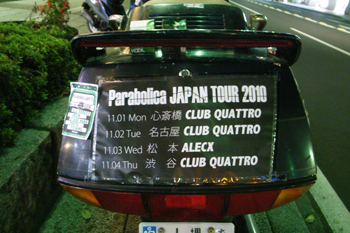 Parabolica JAPAN TOUR 2010
11.01 Mon 心斎橋 CLUB QUATTRO
11.02 Tue 名古屋 CLUB QUATTRO
11.03 Wed 松本 ALECX
11.04 Thu 渋谷 CLUB QUATTRO